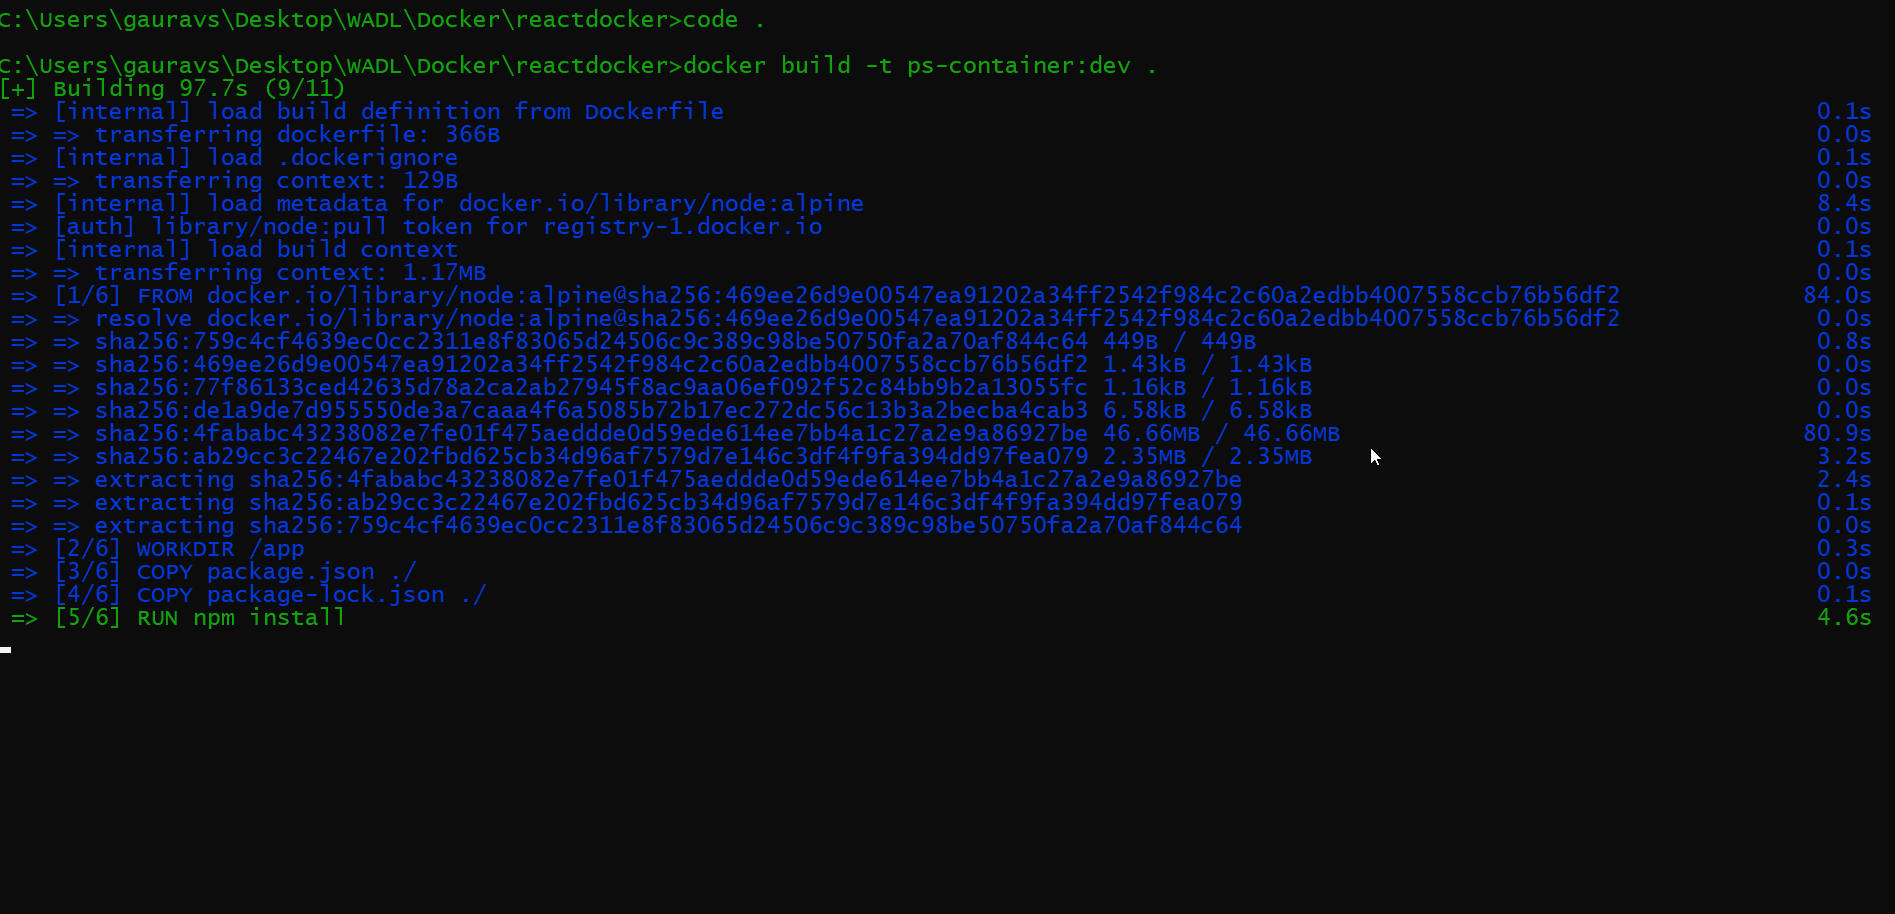 C:\Users\gauravs\Desktop\WADL\Docker\reactdocker>code .
C:\Users\gauravs\Desktop\WADL\Docker\reactdocker>docker build -t ps-container:dev .
[+] Building 97.7s (9/11)
=> [internal] load build definition from Dockerfile 0.1s
=> => transferring dockerfile: 366B 0.0s
=> [internal] load .dockerignore 0.1s
=> => transferring context: 129B 0.0s
=> [internal] load metadata for docker.io/library/node:alpine 8.4s
=> [auth] library/node:pull token for registry-1.docker.io 0.0s
=> [internal] load build context 0.1s
=> => transferring context: 1.17MB 0.0s
=> [1/6] FROM docker.io/library/node:alpine@sha256:469ee26d9e00547ea91202a34ff2542f984c2c60a2edbb4007558ccb76b56df2 84.0s
=> => resolve docker.io/library/node:alpine@sha256:469ee26d9e00547ea91202a34ff2542f984c2c60a2edbb4007558ccb76b56df2 0.0s
=> => sha256:759c4cf4639ec0cc2311e8f83065d24506c9c389c98be50750fa2a70af844c64 449B / 449B 0.8s
=> => sha256:469ee26d9e00547ea91202a34ff2542f984c2c60a2edbb4007558ccb76b56df2 1.43kB / 1.43kB 0.0s
=> => sha256:77f86133ced42635d78a2ca2ab27945f8ac9aa06ef092f52c84bb9b2a13055fc 1.16kB / 1.16kB 0.0s
=> => sha256:de1a9de7d955550de3a7caaa4f6a5085b72b17ec272dc56c13b3a2becba4cab3 6.58kB / 6.58kB 0.0s
=> => sha256:4fababc43238082e7fe01f475aeddde0d59ede614ee7bb4a1c27a2e9a86927be 46.66MB / 46.66MB 80.9s
=> => sha256:ab29cc3c22467e202fbd625cb34d96af7579d7e146c3df4f9fa394dd97fea079 2.35MB / 2.35MB 3.2s
=> => extracting sha256:4fababc43238082e7fe01f475aeddde0d59ede614ee7bb4a1c27a2e9a86927be 2.4s
=> => extracting sha256:ab29cc3c22467e202fbd625cb34d96af7579d7e146c3df4f9fa394dd97fea079 0.1s
=> => extracting sha256:759c4cf4639ec0cc2311e8f83065d24506c9c389c98be50750fa2a70af844c64 0.0s
=> [2/6] WORKDIR /app 0.3s
=> [3/6] COPY package.json ./ 0.0s
=> [4/6] COPY package-lock.json ./ 0.1s
=> [5/6] RUN npm install 4.6s